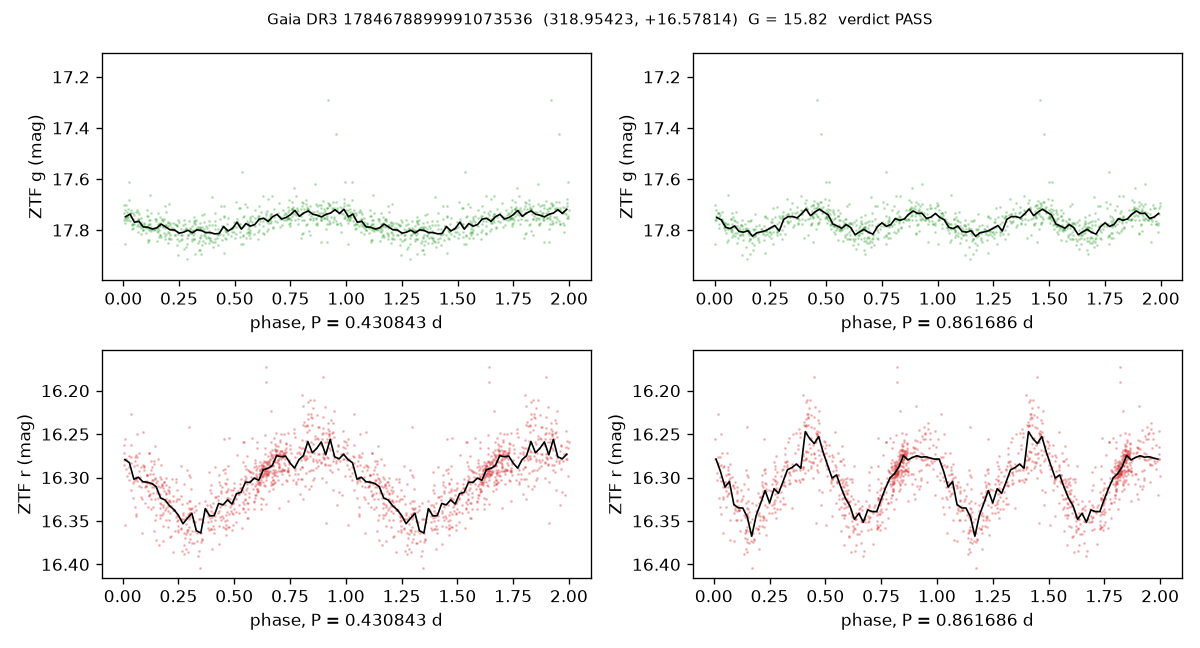 Gaia DR3 1784678899991073536 (318.95423, +16.57814) G = 15.82 verdict PASS
ZTF g (mag)
17.2
17.4
17.6
17.8
0.00 0.25 0.50 0.75 1.00 1.25 1.50 1.75 2.00
phase, P = 0.430843 d
ZTF g (mag)
17.2
17.4
17.6
17.8
0.00 0.25 0.50 0.75 1.00 1.25 1.50 1.75 2.00
phase, P = 0.861686 d
ZTF r (mag)
16.20
16.25
16.30
16.35
16.40
0.00 0.25 0.50 0.75 1.00 1.25 1.50 1.75 2.00
phase, P = 0.430843 d
ZTF r (mag)
16.20
16.25
16.30
16.35
16.40
0.00 0.25 0.50 0.75 1.00 1.25 1.50 1.75 2.00
phase, P = 0.861686 d